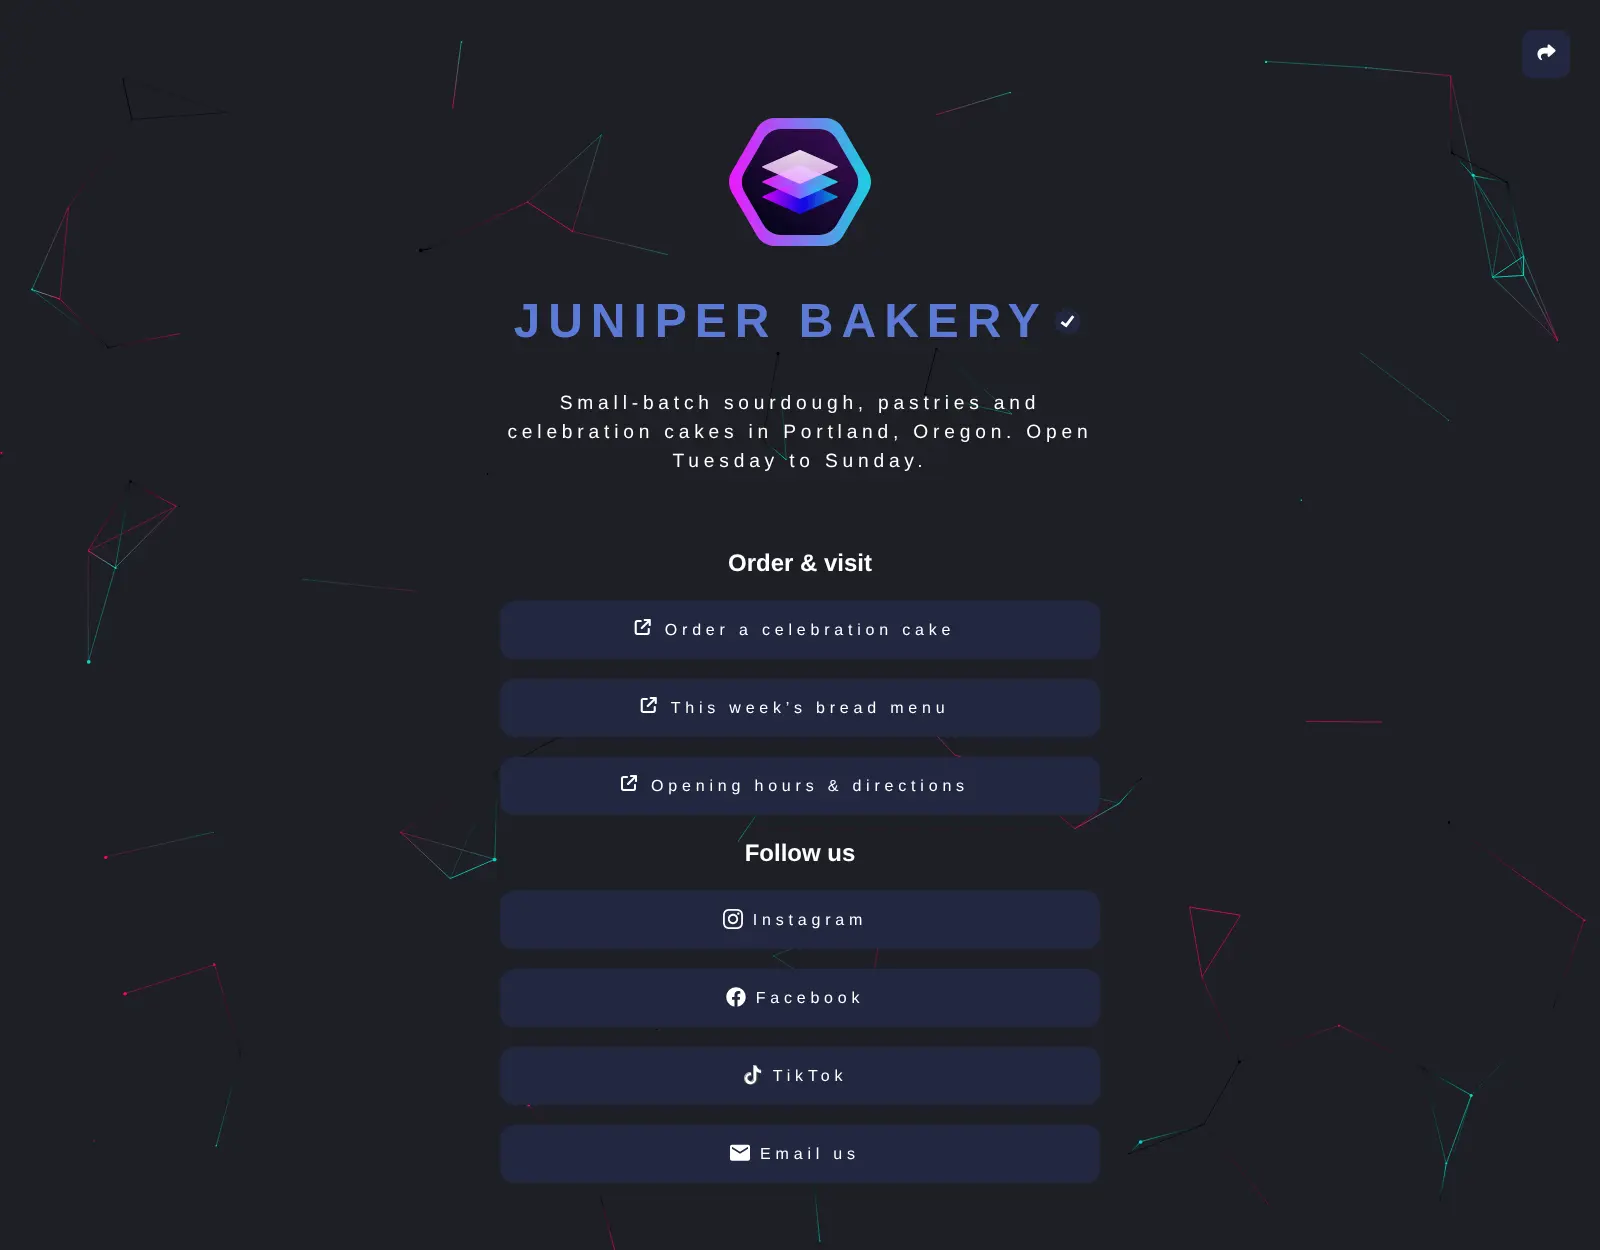 JUNIPER BAKERY
Small-batch sourdough, pastries and
celebration cakes in Portland, Oregon. Open
Tuesday to Sunday.
Order & visit
Order a celebration cake
This week's bread menu
Opening hours & directions
Follow us
Instagram
Facebook
TikTok
Email us